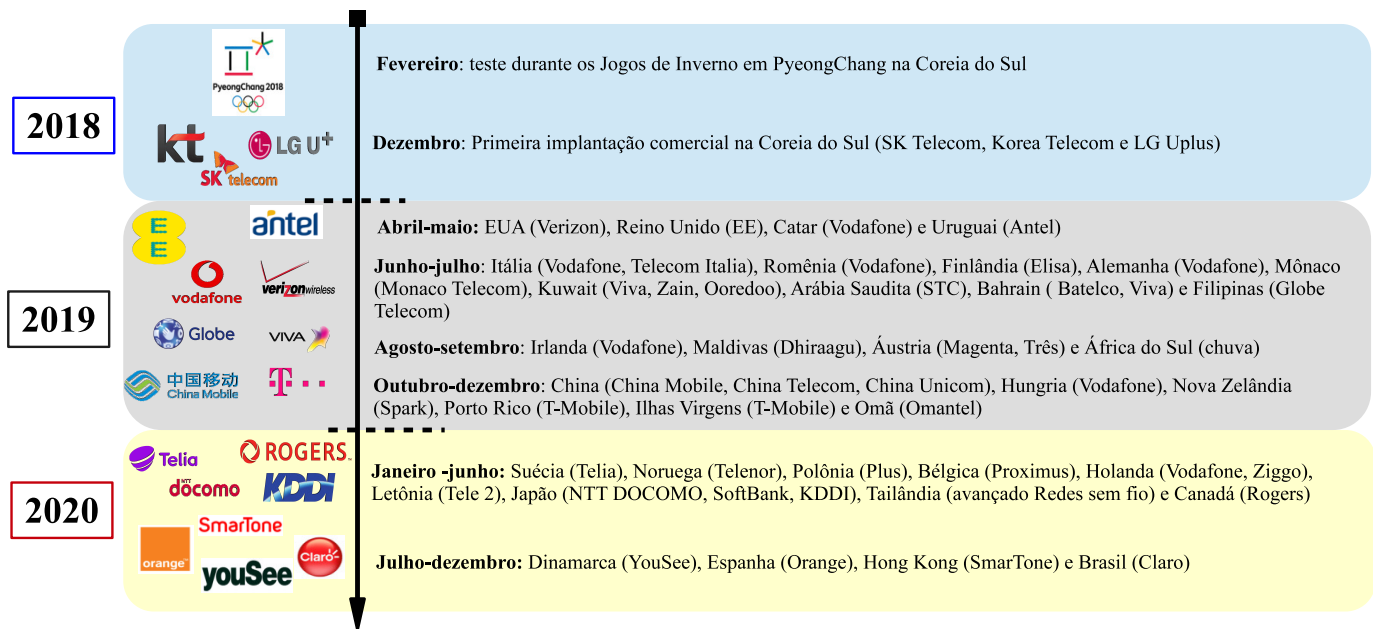 PyeongChang 2018
Fevereiro: teste durante os Jogos de Inverno em PyeongChang na Coreia do Sul
2018
kt
LG U+
SK telecom
Dezembro: Primeira implantação comercial na Coreia do Sul (SK Telecom, Korea Telecom e LG Uplus)
EE
antel
Abril-maio: EUA (Verizon), Reino Unido (EE), Catar (Vodafone) e Uruguai (Antel)
vodafone
verizonwireless
Junho-julho: Itália (Vodafone, Telecom Italia), Romênia (Vodafone), Finlândia (Elisa), Alemanha (Vodafone), Mônaco
(Monaco Telecom), Kuwait (Viva, Zain, Ooredoo), Arábia Saudita (STC), Bahrain ( Batelco, Viva) e Filipinas (Globe
Telecom)
2019
Globe
VIVA
Agosto-setembro: Irlanda (Vodafone), Maldivas (Dhiraagu), Áustria (Magenta, Três) e África do Sul (chuva)
中国移动
China Mobile
T
Outubro-dezembro: China (China Mobile, China Telecom, China Unicom), Hungria (Vodafone), Nova Zelândia
(Spark), Porto Rico (T-Mobile), Ilhas Virgens (T-Mobile) e Omã (Omantel)
Telia
ROGERS™
NTT
döcomo
KDDI
Janeiro -junho: Suécia (Telia), Noruega (Telenor), Polônia (Plus), Bélgica (Proximus), Holanda (Vodafone, Ziggo),
Letônia (Tele 2), Japão (NTT DOCOMO, SoftBank, KDDI), Tailândia (avançado Redes sem fio) e Canadá (Rogers)
2020
SmarTone
orange™
youSee
Claro
Julho-dezembro: Dinamarca (YouSee), Espanha (Orange), Hong Kong (SmarTone) e Brasil (Claro)